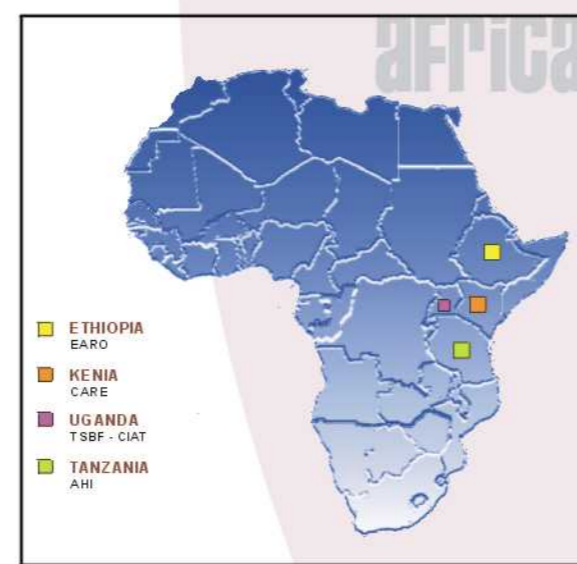 africa
ETHIOPIA
EARO
KENIA
CARE
UGANDA
TSBF - CIAT
TANZANIA
AHI